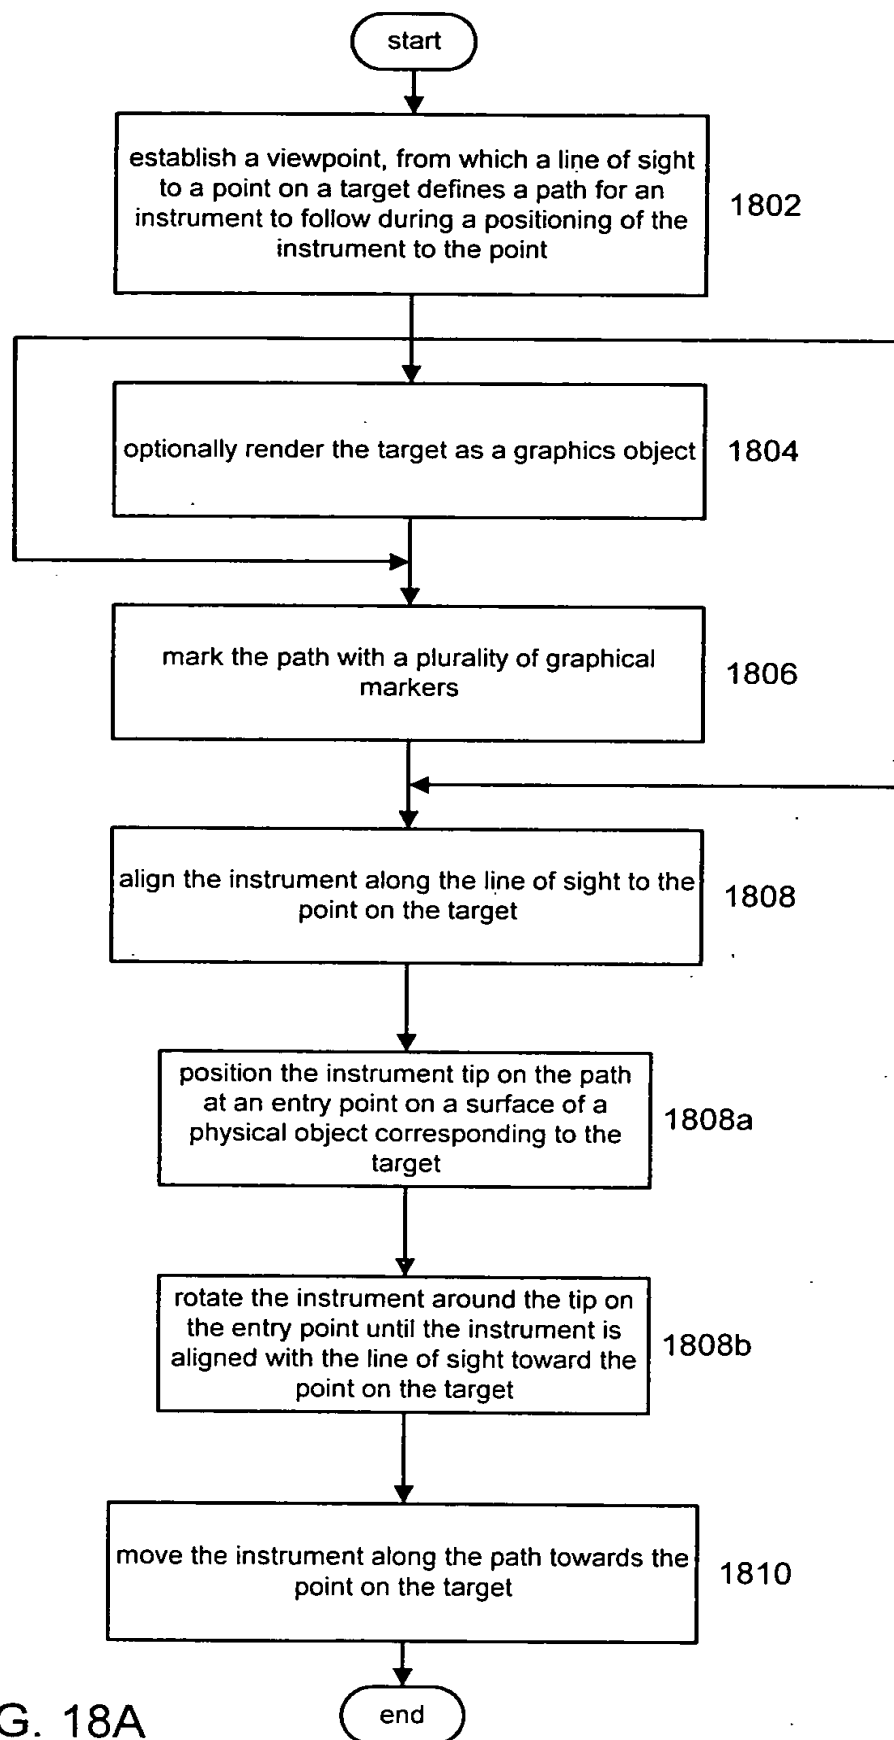 start
establish a viewpoint, from which a line of sight
to a point on a target defines a path for an
instrument to follow during a positioning of the
instrument to the point
1802
optionally render the target as a graphics object
1804
mark the path with a plurality of graphical
markers
1806
align the instrument along the line of sight to the
point on the target
1808
position the instrument tip on the path
at an entry point on a surface of a
physical object corresponding to the
target
1808a
rotate the instrument around the tip on
the entry point until the instrument is
aligned with the line of sight toward the
point on the target
1808b
move the instrument along the path towards the
point on the target
1810
end
G. 18A